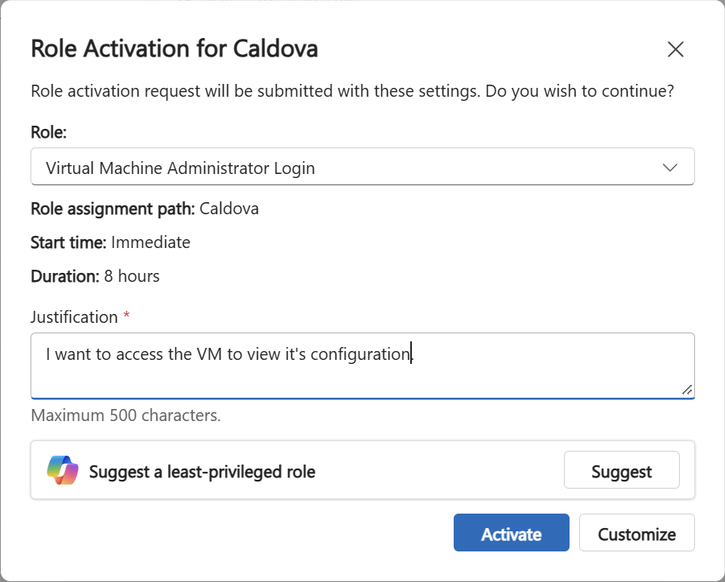 Role Activation for Caldova
Role activation request will be submitted with these settings. Do you wish to continue?
Role:
Virtual Machine Administrator Login
Role assignment path: Caldova
Start time: Immediate
Duration: 8 hours
Justification *
I want to access the VM to view it's configuration.
Maximum 500 characters.
Suggest a least-privileged role
Suggest
Activate
Customize